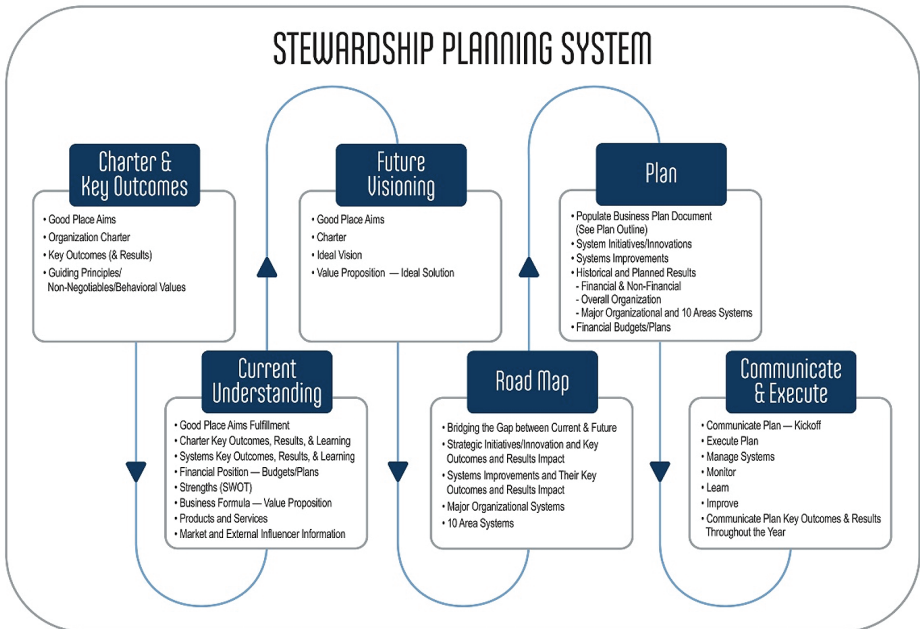 STEWARDSHIP PLANNING SYSTEM
Charter &
Key Outcomes
• Good Place Aims
• Organization Charter
• Key Outcomes (& Results)
• Guiding Principles/
Non-Negotiables/Behavioral Values
Current
Understanding
• Good Place Aims Fulfillment
• Charter Key Outcomes, Results, & Learning
• Systems Key Outcomes, Results, & Learning
• Financial Position — Budgets/Plans
• Strengths (SWOT)
• Business Formula — Value Proposition
• Products and Services
• Market and External Influencer Information
Future
Visioning
• Good Place Aims
• Charter
• Ideal Vision
• Value Proposition — Ideal Solution
Road Map
• Bridging the Gap between Current & Future
• Strategic Initiatives/Innovation and Key
Outcomes and Results Impact
• Systems Improvements and Their Key
Outcomes and Results Impact
• Major Organizational Systems
• 10 Area Systems
Plan
• Populate Business Plan Document
(See Plan Outline)
• System Initiatives/Innovations
• Systems Improvements
• Historical and Planned Results
- Financial & Non-Financial
- Overall Organization
- Major Organizational and 10 Areas Systems
• Financial Budgets/Plans
Communicate
& Execute
• Communicate Plan — Kickoff
• Execute Plan
• Manage Systems
• Monitor
• Learn
• Improve
• Communicate Plan Key Outcomes & Results
Throughout the Year